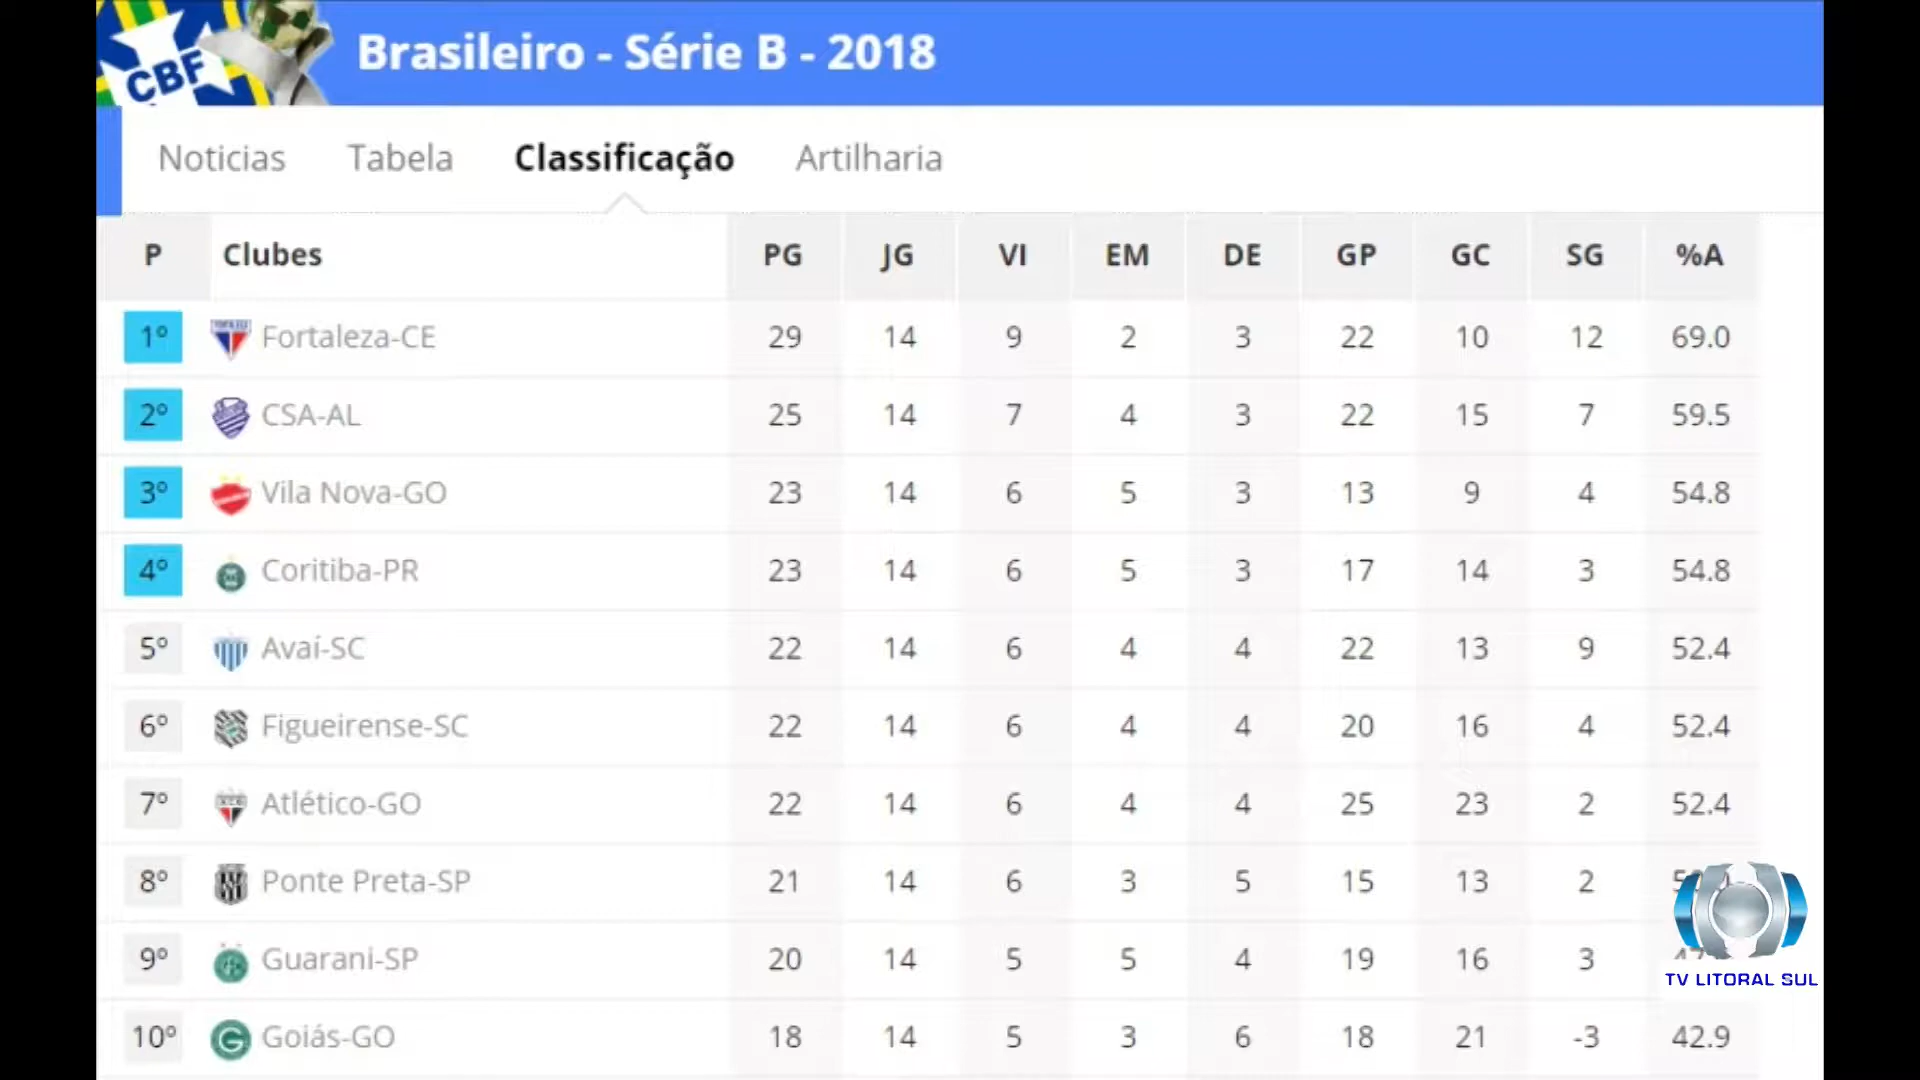 CBF
Brasileiro - Série B - 2018
Noticias Tabela Classificação Artilharia
P Clubes PG JG VI EM DE GP GC SG %A
1º Fortaleza-CE 29 14 9 2 3 22 10 12 69.0
2º CSA-AL 25 14 7 4 3 22 15 7 59.5
3º Vila Nova-GO 23 14 6 5 3 13 9 4 54.8
4º Coritiba-PR 23 14 6 5 3 17 14 3 54.8
5º Avaí-SC 22 14 6 4 4 22 13 9 52.4
6º Figueirense-SC 22 14 6 4 4 20 16 4 52.4
7º Atlético-GO 22 14 6 4 4 25 23 2 52.4
8º Ponte Preta-SP 21 14 6 3 5 15 13 2
9º Guarani-SP 20 14 5 5 4 19 16 3
TV LITORAL SUL
10º Goiás-GO 18 14 5 3 6 18 21 -3 42.9